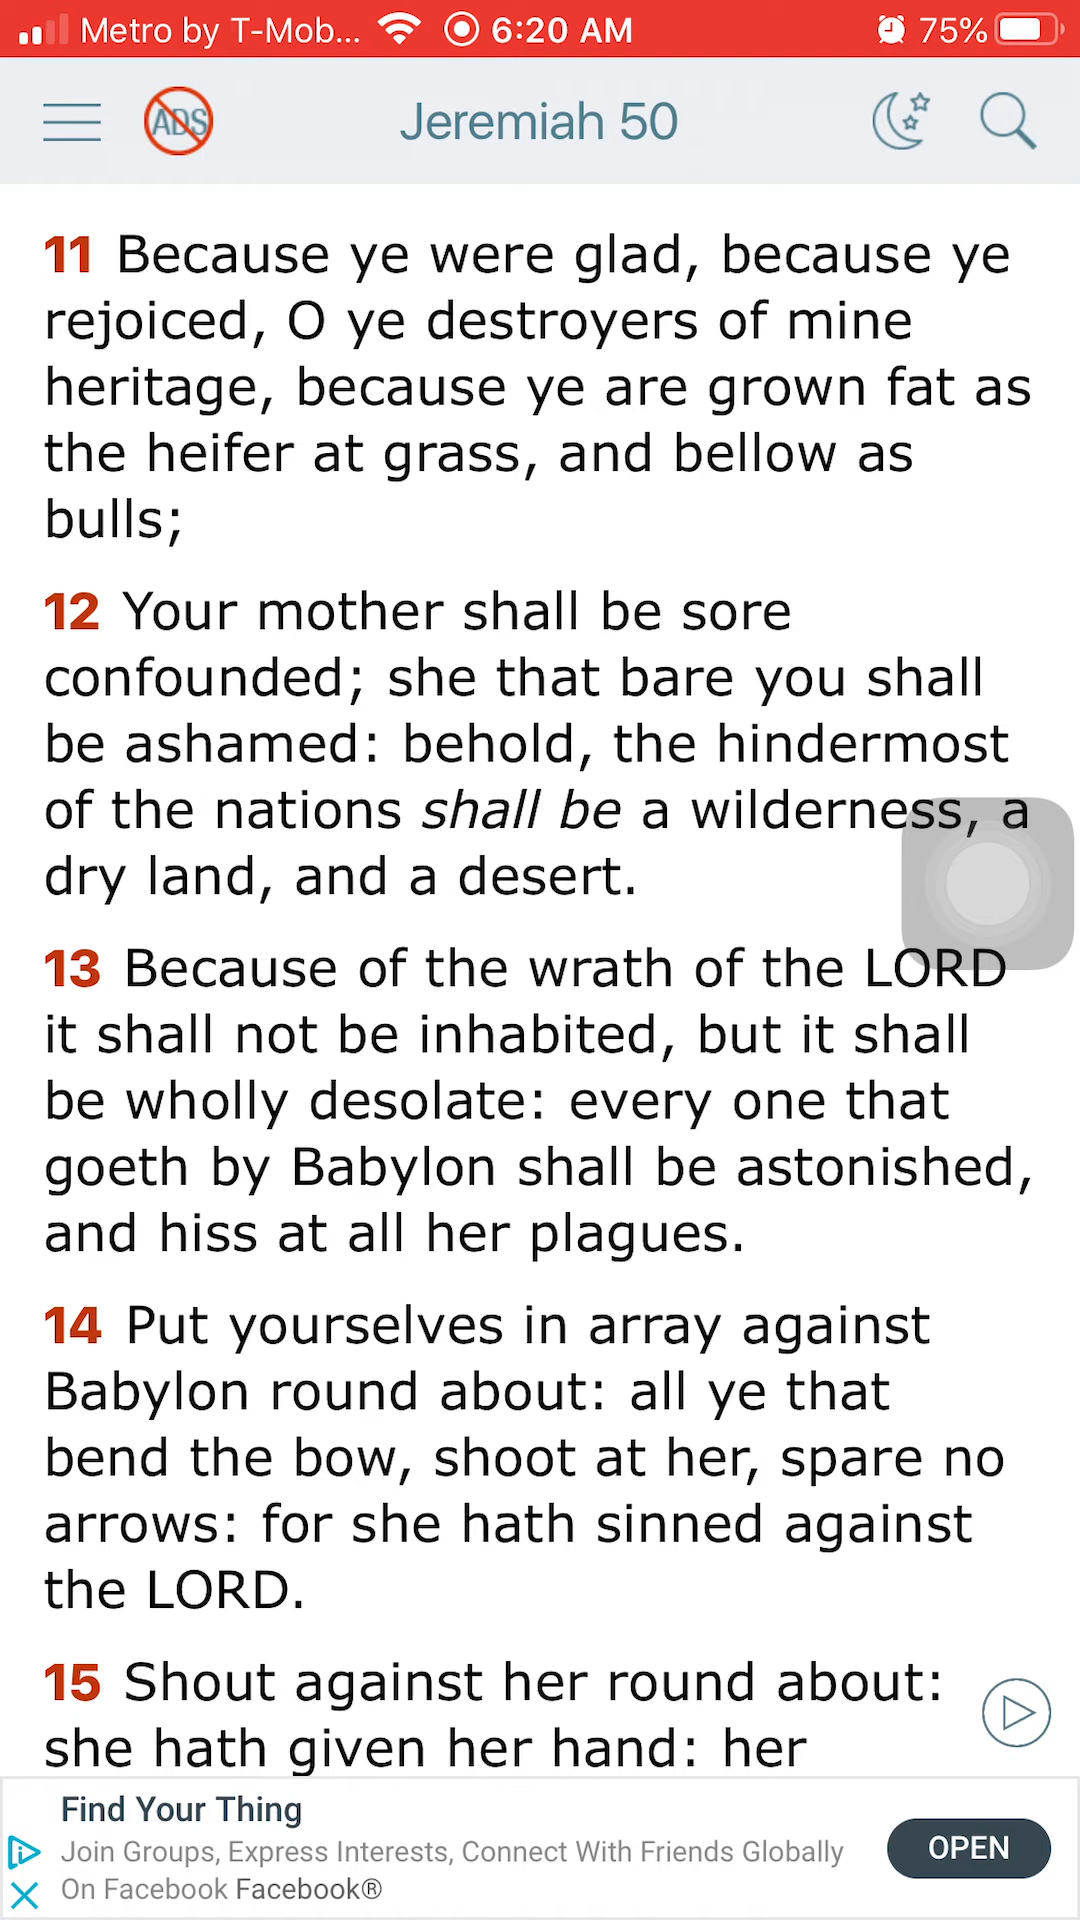 Metro by T-Mob... 6:20 AM 75%
ADS Jeremiah 50
11 Because ye were glad, because ye
rejoiced, O ye destroyers of mine
heritage, because ye are grown fat as
the heifer at grass, and bellow as
bulls;
12 Your mother shall be sore
confounded; she that bare you shall
be ashamed: behold, the hindermost
of the nations shall be a wilderness, a
dry land, and a desert.
13 Because of the wrath of the LORD
it shall not be inhabited, but it shall
be wholly desolate: every one that
goeth by Babylon shall be astonished,
and hiss at all her plagues.
14 Put yourselves in array against
Babylon round about: all ye that
bend the bow, shoot at her, spare no
arrows: for she hath sinned against
the LORD.
15 Shout against her round about:
she hath given her hand: her
Find Your Thing
Join Groups, Express Interests, Connect With Friends Globally
On Facebook Facebook®
OPEN